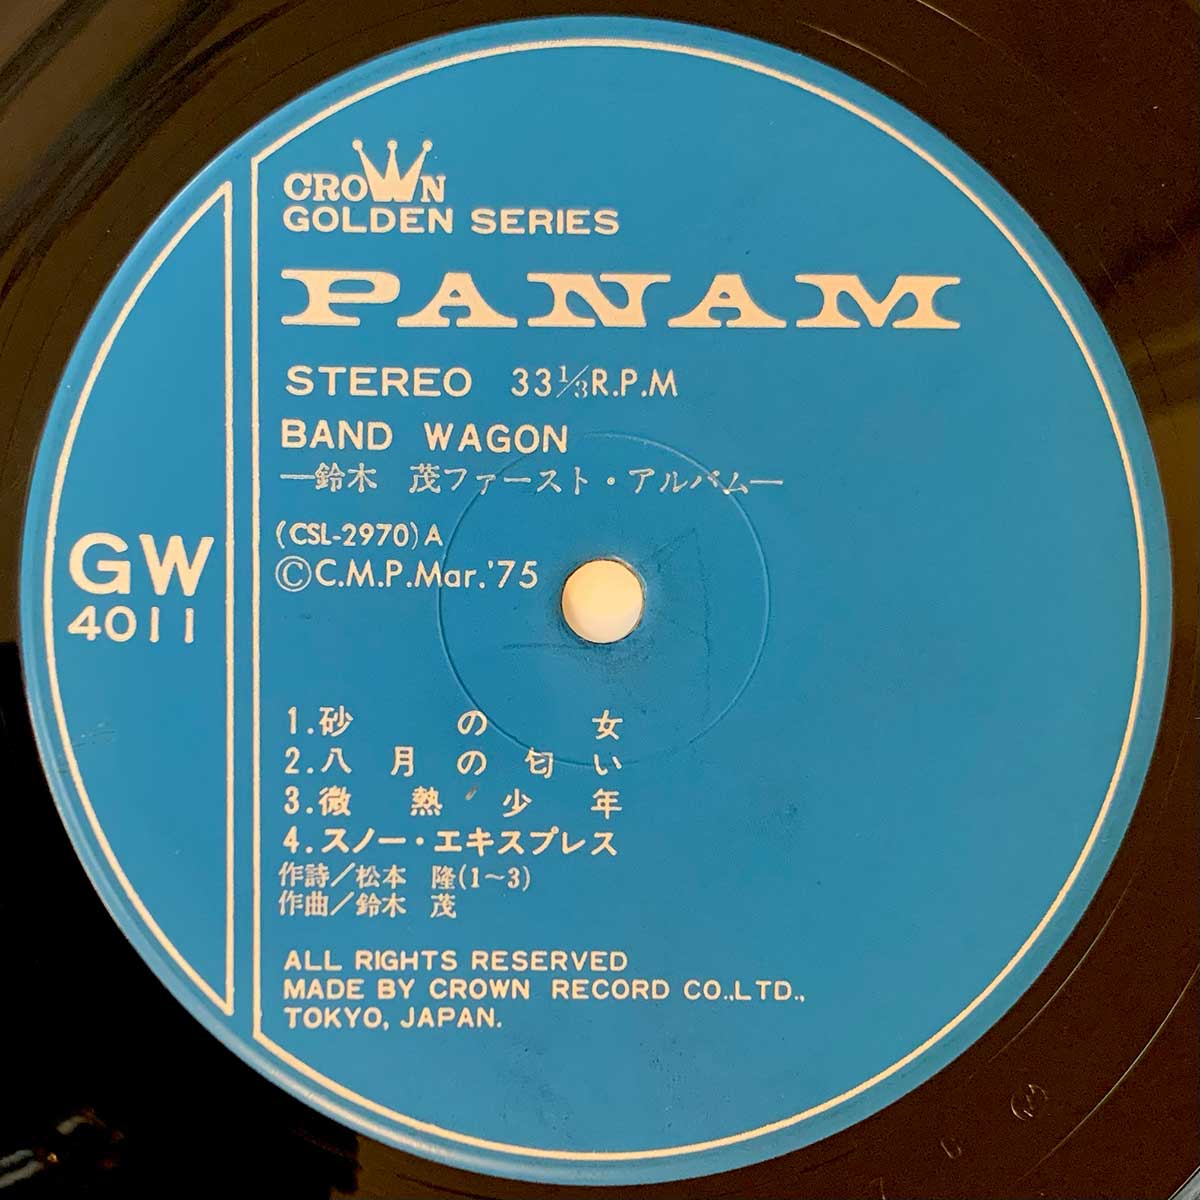 CROWN
GOLDEN SERIES
PANAM
STEREO 33 1/3 R.P.M
BAND WAGON
—鈴木 茂ファースト・アルバム—
(CSL-2970) A
©C.M.P.Mar.'75
GW
4011
1.砂の女
2.八月の匂い
3.微熱少年
4.スノー・エキスプレス
作詩/松本 隆(1~3)
作曲/鈴木 茂
ALL RIGHTS RESERVED
MADE BY CROWN RECORD CO.,LTD.,
TOKYO, JAPAN.